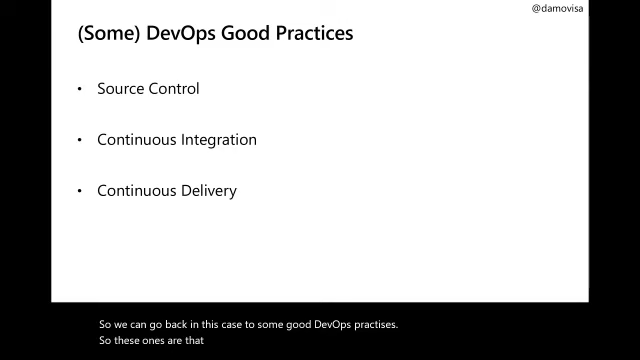 @damovisa
(Some) DevOps Good Practices
• Source Control
• Continuous Integration
• Continuous Delivery
So we can go back in this case to some good DevOps practises.
So these ones are that